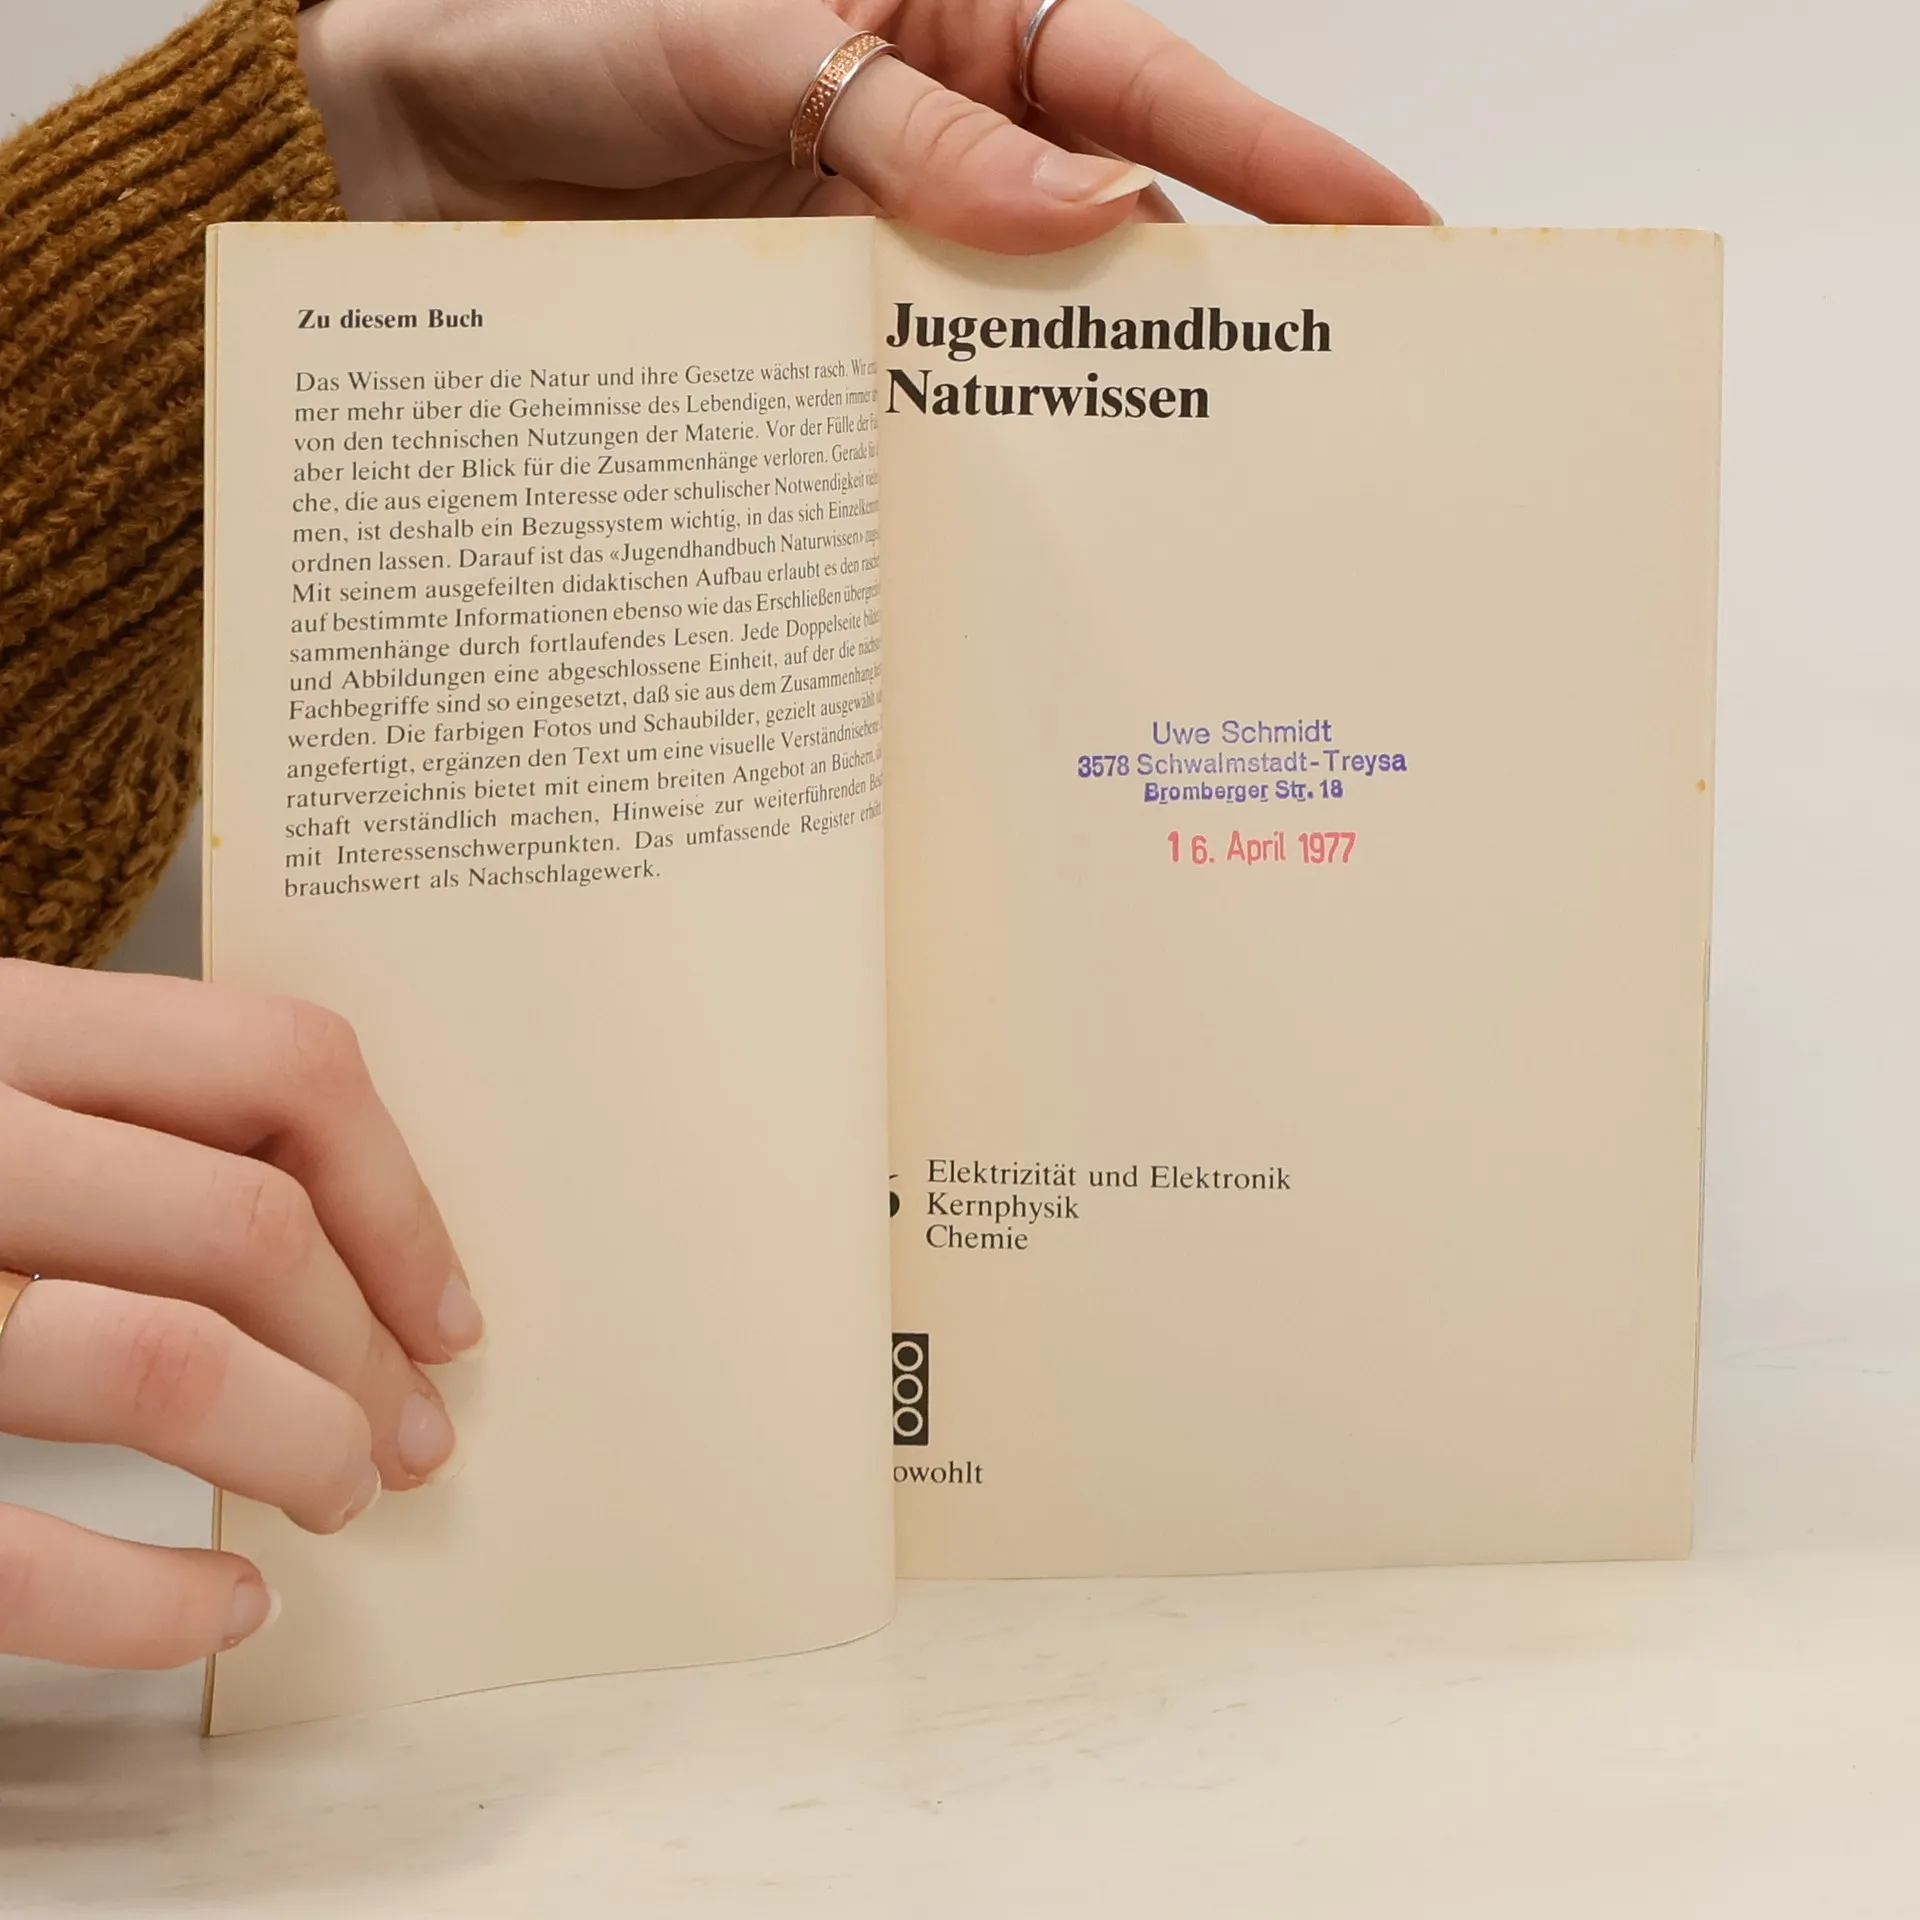 Zu diesem Buch
Das Wissen über die Natur und ihre Gesetze wächst rasch. Wir
mer mehr über die Geheimnisse des Lebendigen, werden immer
von den technischen Nutzungen der Materie. Vor der Fülle der
aber leicht der Blick für die Zusammenhänge verloren. Gerade
che, die aus eigenem Interesse oder schulischer Notwendigkeit
men, ist deshalb ein Bezugssystem wichtig, in das sich
ordnen lassen. Darauf ist das «Jugendhandbuch Naturwissen»
Mit seinem ausgefeilten didaktischen Aufbau erlaubt es den
auf bestimmte Informationen ebenso wie das Erschließen
sammenhänge durch fortlaufendes Lesen. Jede Doppelseite
und Abbildungen eine abgeschlossene Einheit, auf der die
Fachbegriffe sind so eingesetzt, daß sie aus dem Zusammenhang
werden. Die farbigen Fotos und Schaubilder, gezielt ausgewählt
angefertigt, ergänzen den Text um eine visuelle
raturverzeichnis bietet mit einem breiten Angebot an Büchern,
schaft verständlich machen, Hinweise zur weiterführenden
mit Interessenschwerpunkten. Das umfassende Register
brauchswert als Nachschlagewerk.
Jugendhandbuch
Naturwissen
Uwe Schmidt
3578 Schwalmstadt-Treysa
Bromberger Str. 18
16. April 1977
Elektrizität und Elektronik
Kernphysik
Chemie
owohlt